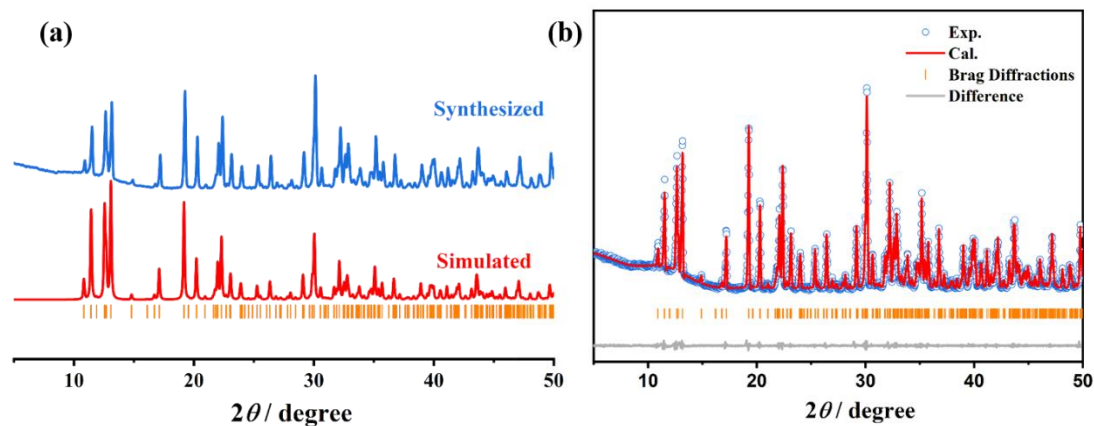 (a)
Synthesized
Simulated
10 20 30 40 50
2θ / degree
(b)
Exp.
Cal.
Brag Diffractions
Difference
10 20 30 40 50
2θ / degree